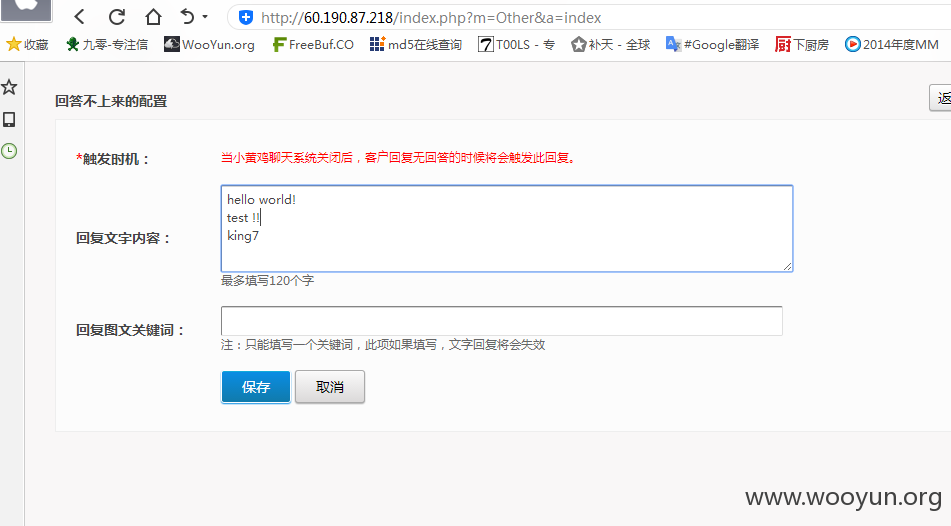 http://60.190.87.218/index.php?m=Other&a=index
收藏 九零-专注信 WooYun.org FreeBuf.CO md5在线查询 T00LS - 专 补天 - 全球 #Google翻译 下厨房 2014年度MM
回答不上来的配置
返
*触发时机：
当小黄鸡聊天系统关闭后，客户回复无回答的时候将会触发此回复。
回复文字内容：
hello world!
test !!
king7
最多填写120个字
回复图文关键词：
注：只能填写一个关键词，此项如果填写，文字回复将会失效
保存 取消
www.wooyun.org